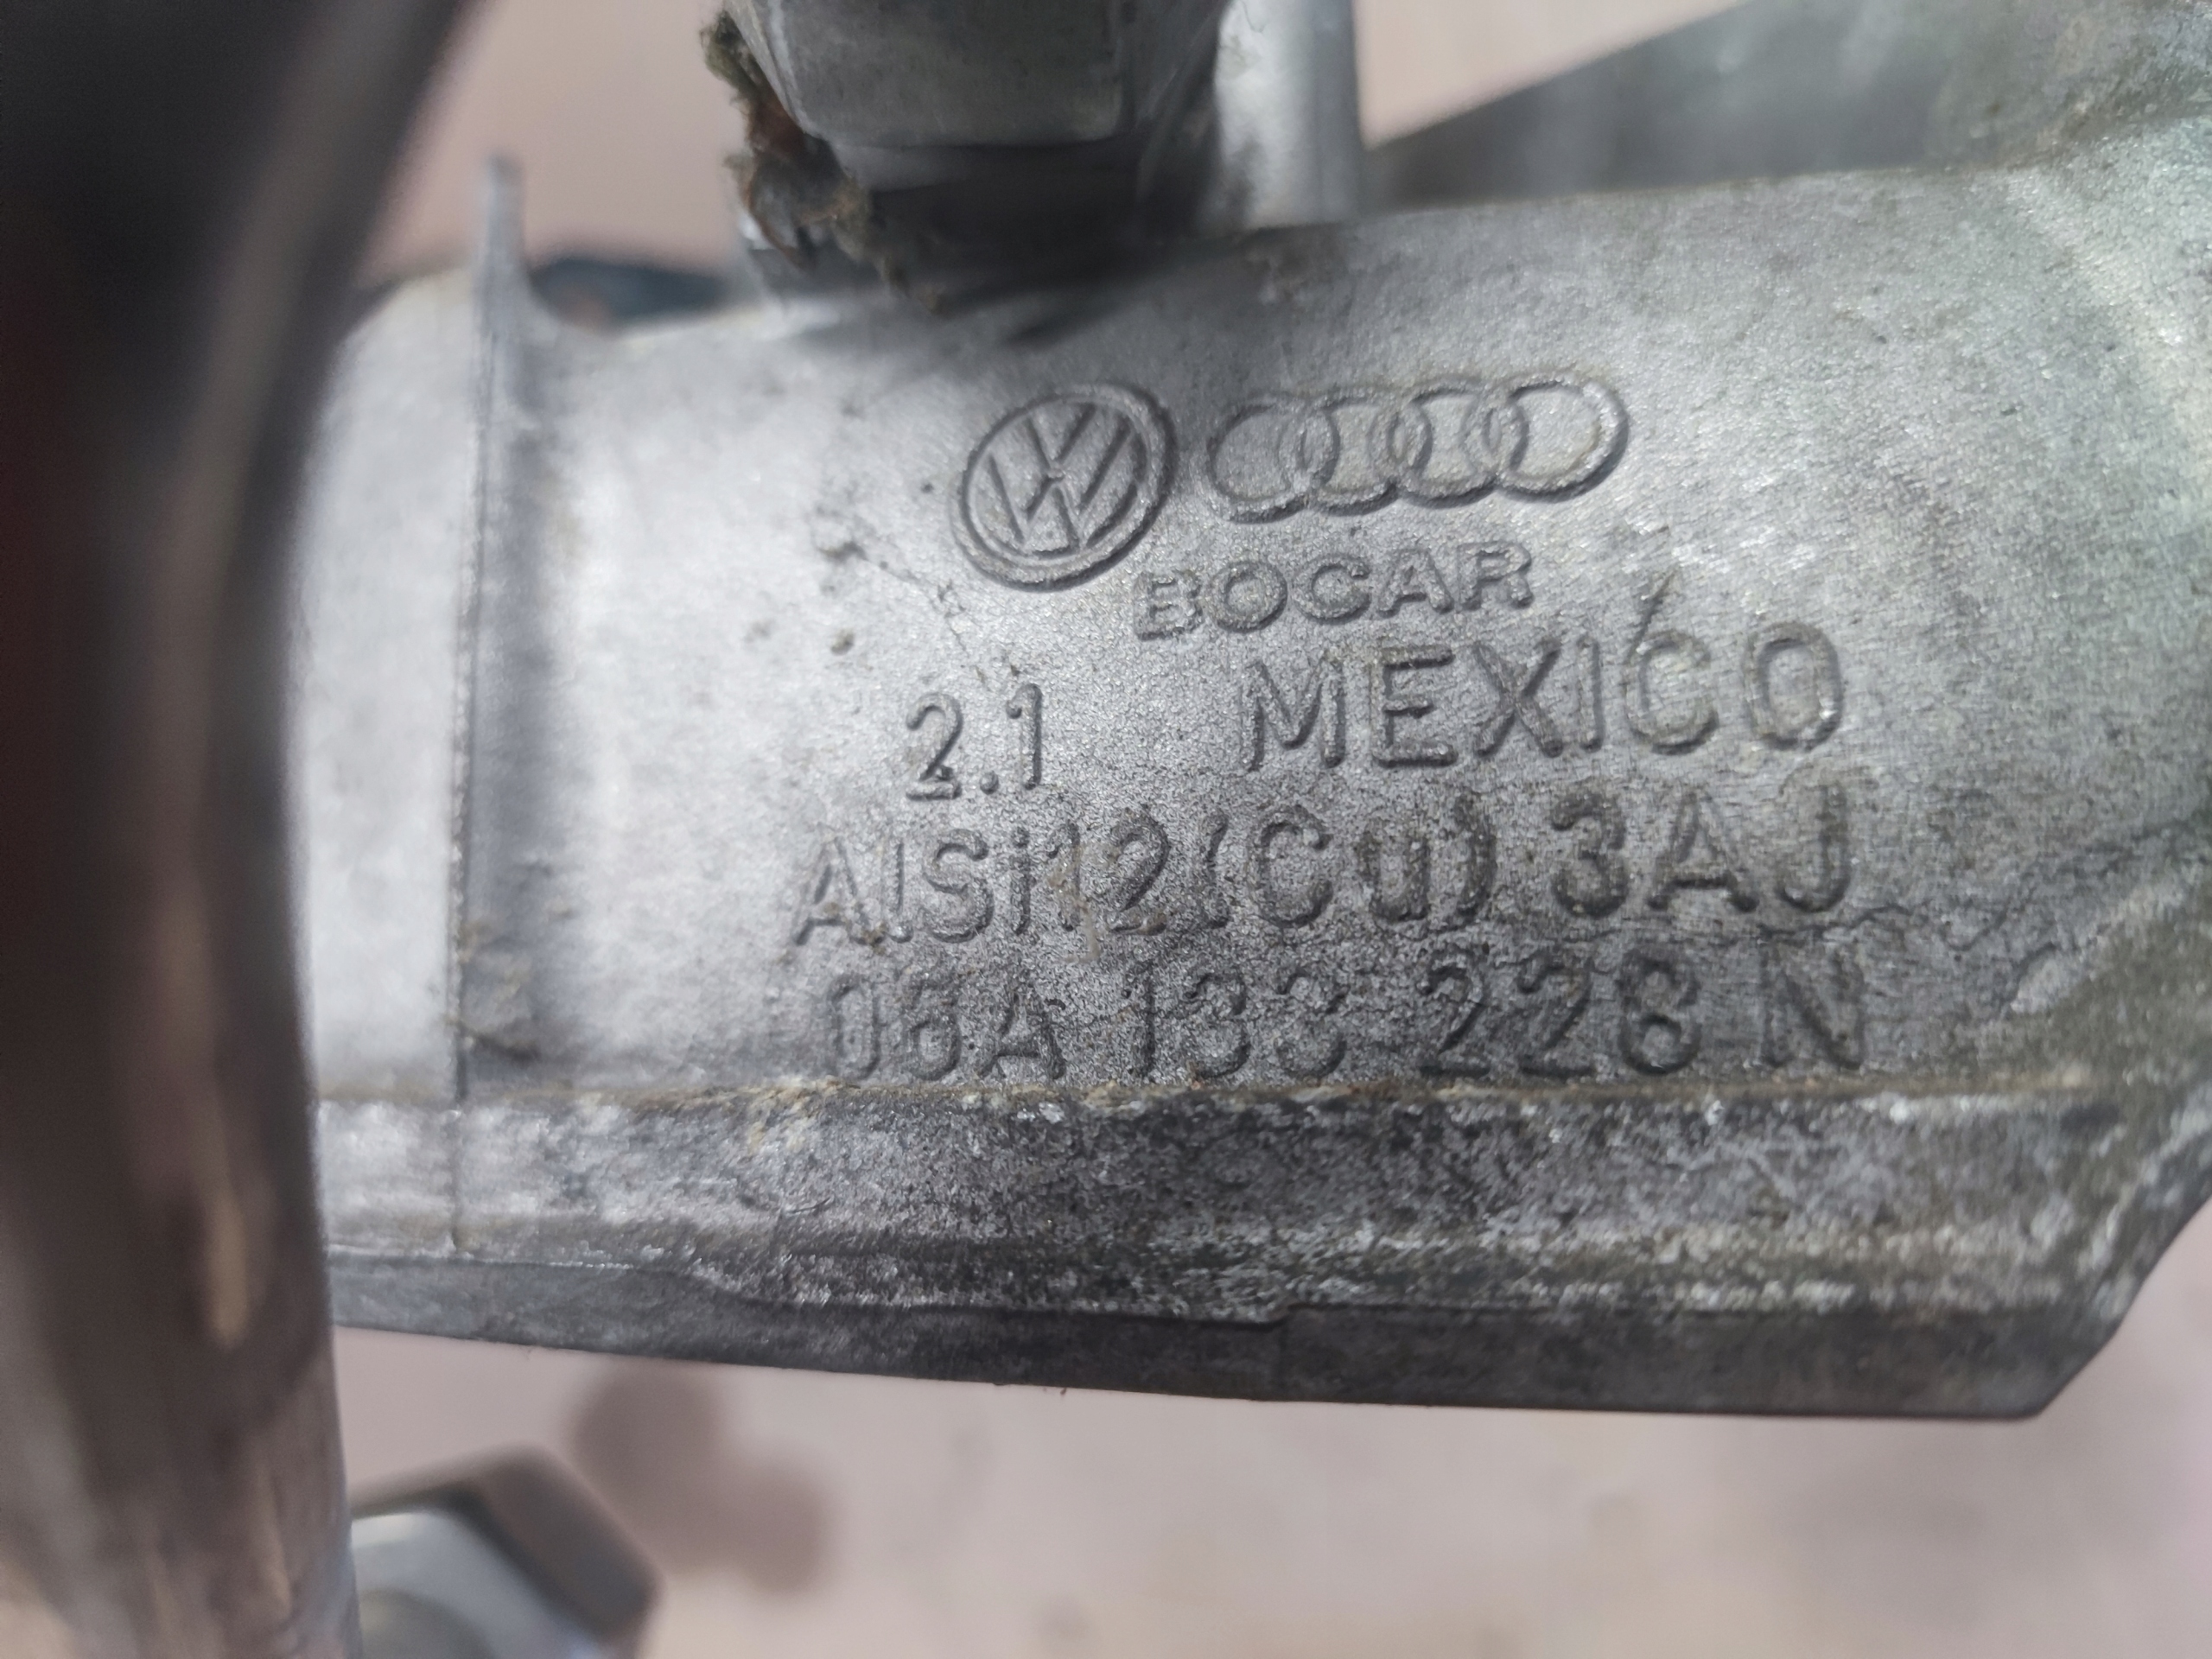 BOCAR
2.1 MEXICO
AlSi12(Cu) 3AJ
06A 133 228 N